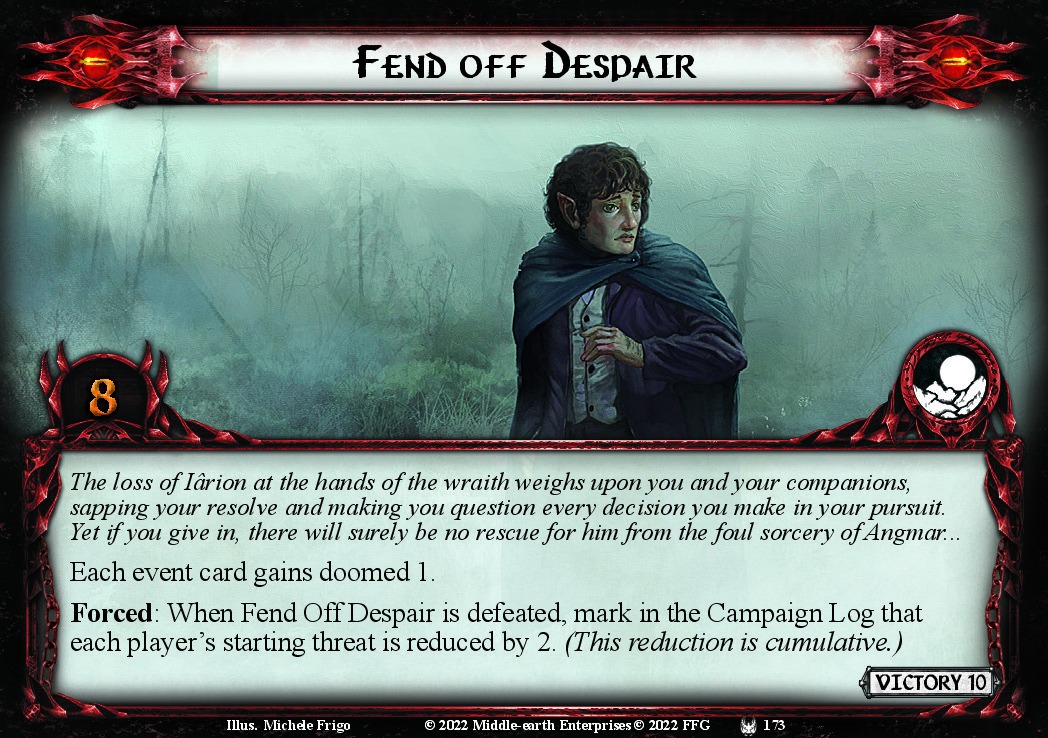 Fend off Despair
8
The loss of Iârion at the hands of the wraith weighs upon you and your companions,
sapping your resolve and making you question every decision you make in your pursuit.
Yet if you give in, there will surely be no rescue for him from the foul sorcery of Angmar...
Each event card gains doomed 1.
Forced: When Fend Off Despair is defeated, mark in the Campaign Log that
each player’s starting threat is reduced by 2. (This reduction is cumulative.)
VICTORY 10
Illus. Michele Frigo © 2022 Middle-earth Enterprises © 2022 FFG 173